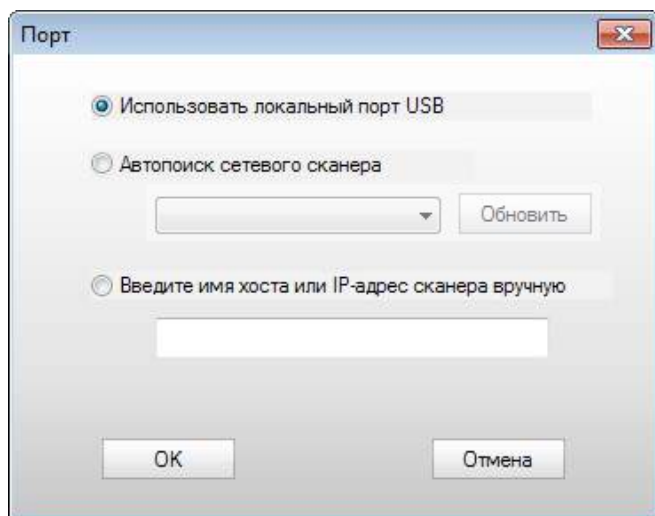 Порт
Использовать локальный порт USB
Автопоиск сетевого сканера
Обновить
Введите имя хоста или IP-адрес сканера вручную
OK Отмена